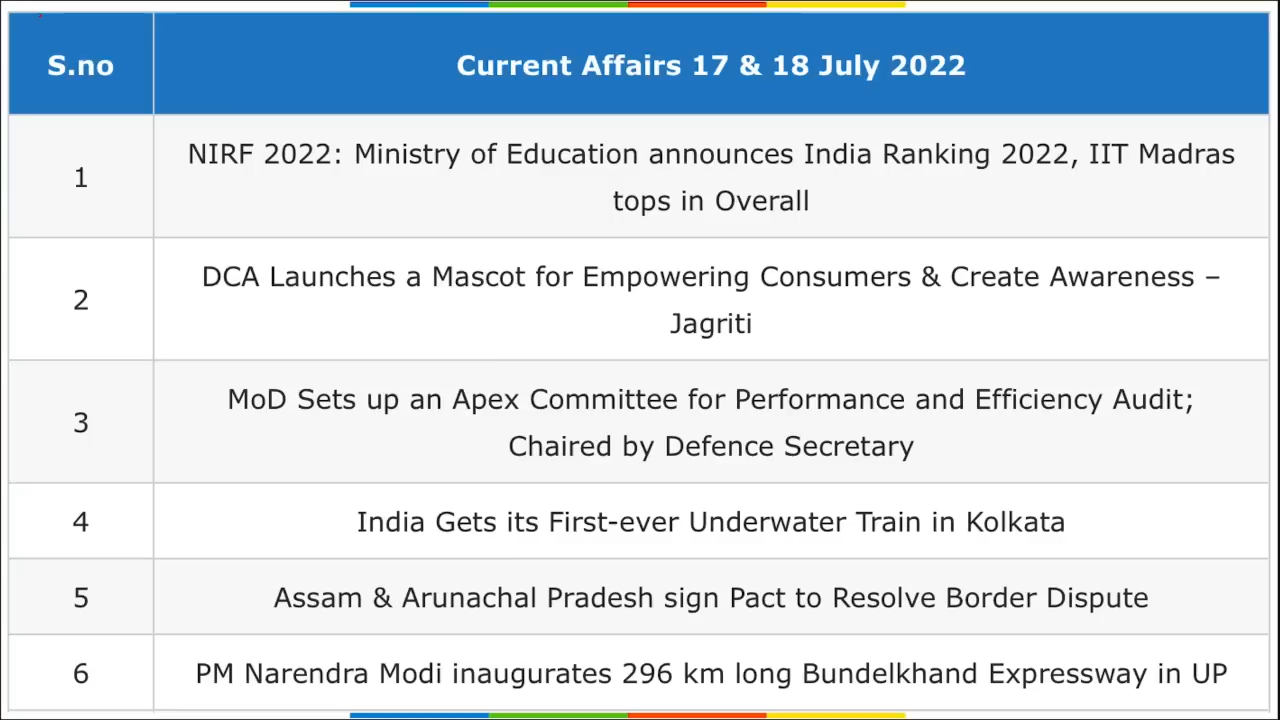 S.no
Current Affairs 17 & 18 July 2022
1
NIRF 2022: Ministry of Education announces India Ranking 2022, IIT Madras
tops in Overall
2
DCA Launches a Mascot for Empowering Consumers & Create Awareness –
Jagriti
3
MoD Sets up an Apex Committee for Performance and Efficiency Audit;
Chaired by Defence Secretary
4
India Gets its First-ever Underwater Train in Kolkata
5
Assam & Arunachal Pradesh sign Pact to Resolve Border Dispute
6
PM Narendra Modi inaugurates 296 km long Bundelkhand Expressway in UP